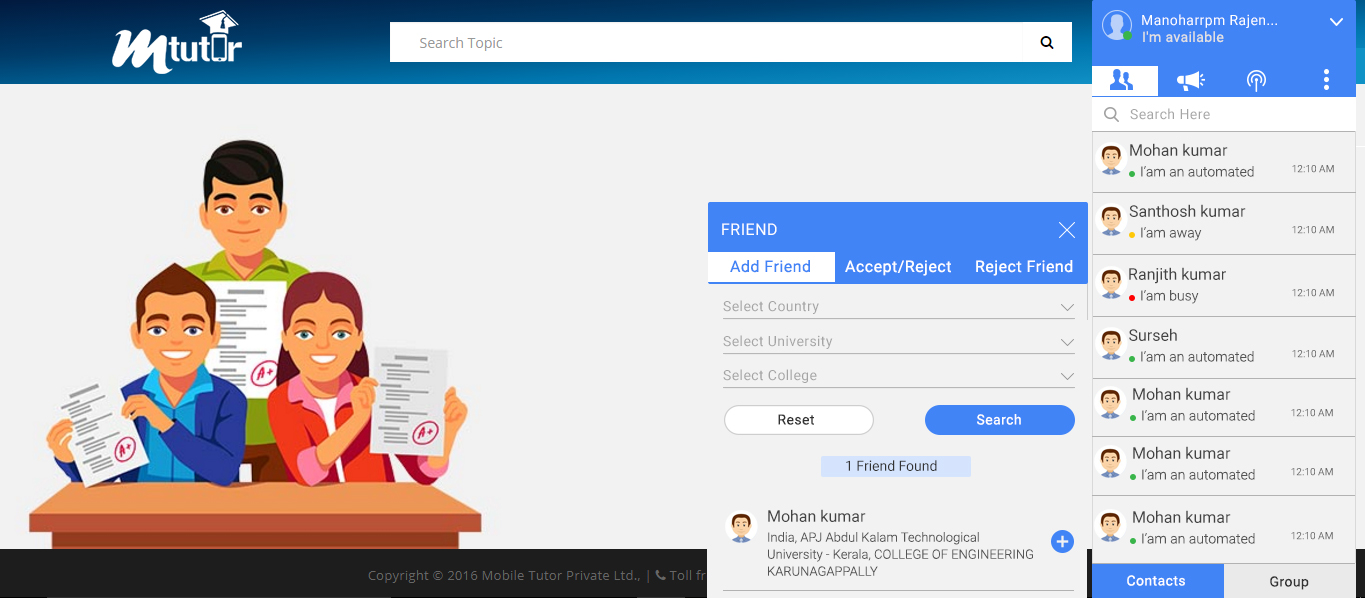 Mtutor
Search Topic
Manoharrpm Rajen...
I'm available
Search Here
Mohan kumar
I'am an automated
12:10 AM
Santhosh kumar
I'am away
12:10 AM
Ranjith kumar
I'am busy
12:10 AM
Surseh
I'am an automated
12:10 AM
Mohan kumar
I'am an automated
12:10 AM
Mohan kumar
I'am an automated
12:10 AM
Mohan kumar
I'am an automated
12:10 AM
Contacts
Group
FRIEND
Add Friend
Accept/Reject
Reject Friend
Select Country
Select University
Select College
Reset
Search
1 Friend Found
Mohan kumar
India, APJ Abdul Kalam Technological
University - Kerala, COLLEGE OF ENGINEERING
KARUNAGAPPALLY
A+
A+
A+
Copyright © 2016 Mobile Tutor Private Ltd., | Toll fr